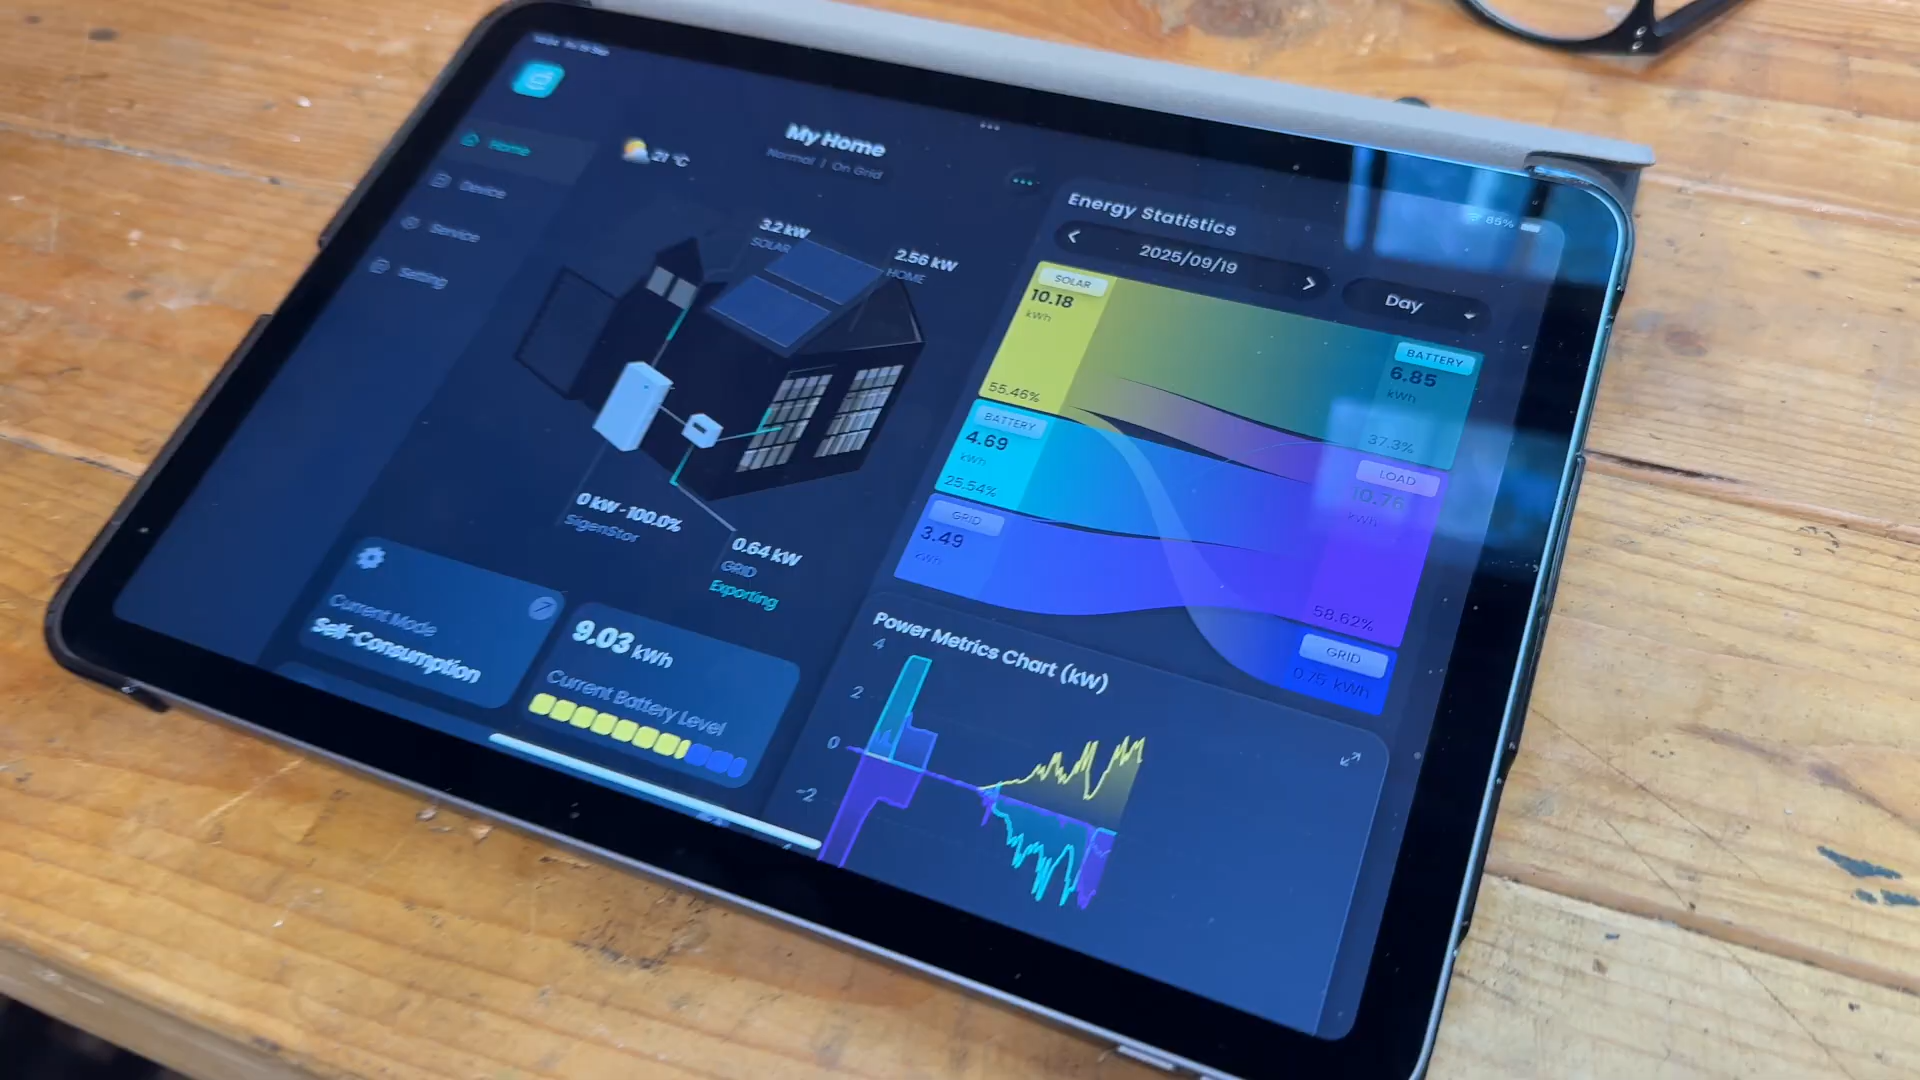 Home
Device
Service
Setting
21 °C
My Home
Normal | On Grid
3.2 kW
SOLAR
2.56 kW
HOME
0 kW - 100.0%
SigenStor
0.64 kW
GRID
Exporting
Current Mode
Self-Consumption
9.03 kWh
Current Battery Level
85%
Energy Statistics
2025/09/19
Day
SOLAR
10.18
kWh
55.46%
BATTERY
4.69
kWh
25.54%
GRID
3.49
kWh
BATTERY
6.85
kWh
37.3%
LOAD
10.76
kWh
58.62%
GRID
0.75 kWh
Power Metrics Chart (kW)
4
2
0
-2